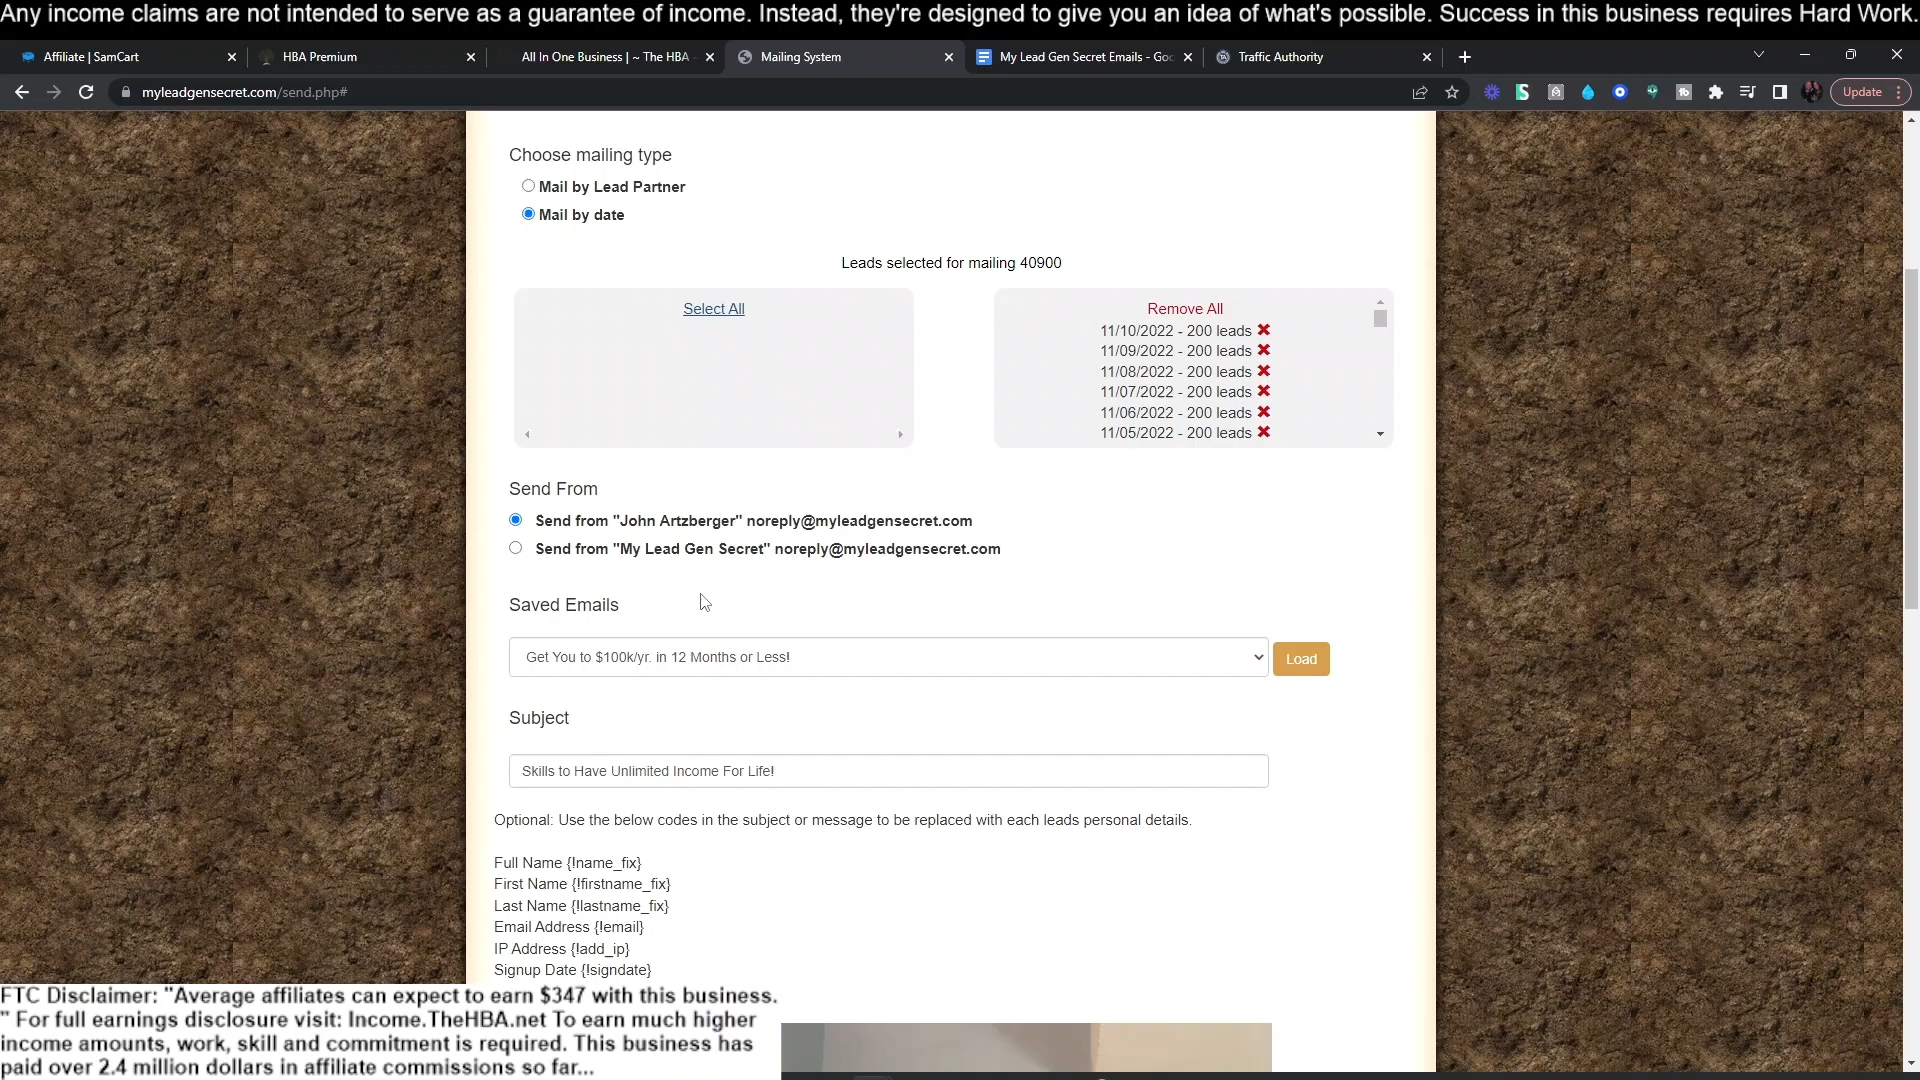 Any income claims are not intended to serve as a guarantee of income. Instead, they're designed to give you an idea of what's possible. Success in this business requires Hard Work.
Affiliate | SamCart
HBA Premium
All In One Business | ~ The HBA
Mailing System
My Lead Gen Secret Emails - Goo
Traffic Authority
myleadgensecret.com/send.php#
Update
Choose mailing type
Mail by Lead Partner
Mail by date
Leads selected for mailing 40900
Select All
Remove All
11/10/2022 - 200 leads
11/09/2022 - 200 leads
11/08/2022 - 200 leads
11/07/2022 - 200 leads
11/06/2022 - 200 leads
11/05/2022 - 200 leads
Send From
Send from "John Artzberger" noreply@myleadgensecret.com
Send from "My Lead Gen Secret" noreply@myleadgensecret.com
Saved Emails
Get You to $100k/yr. in 12 Months or Less!
Load
Subject
Skills to Have Unlimited Income For Life!
Optional: Use the below codes in the subject or message to be replaced with each leads personal details.
Full Name {!name_fix}
First Name {!firstname_fix}
Last Name {!lastname_fix}
Email Address {!email}
IP Address {!add_ip}
Signup Date {!signdate}
FTC Disclaimer: "Average affiliates can expect to earn $347 with this business.
" For full earnings disclosure visit: Income.TheHBA.net To earn much higher
income amounts, work, skill and commitment is required. This business has
paid over 2.4 million dollars in affiliate commissions so far...